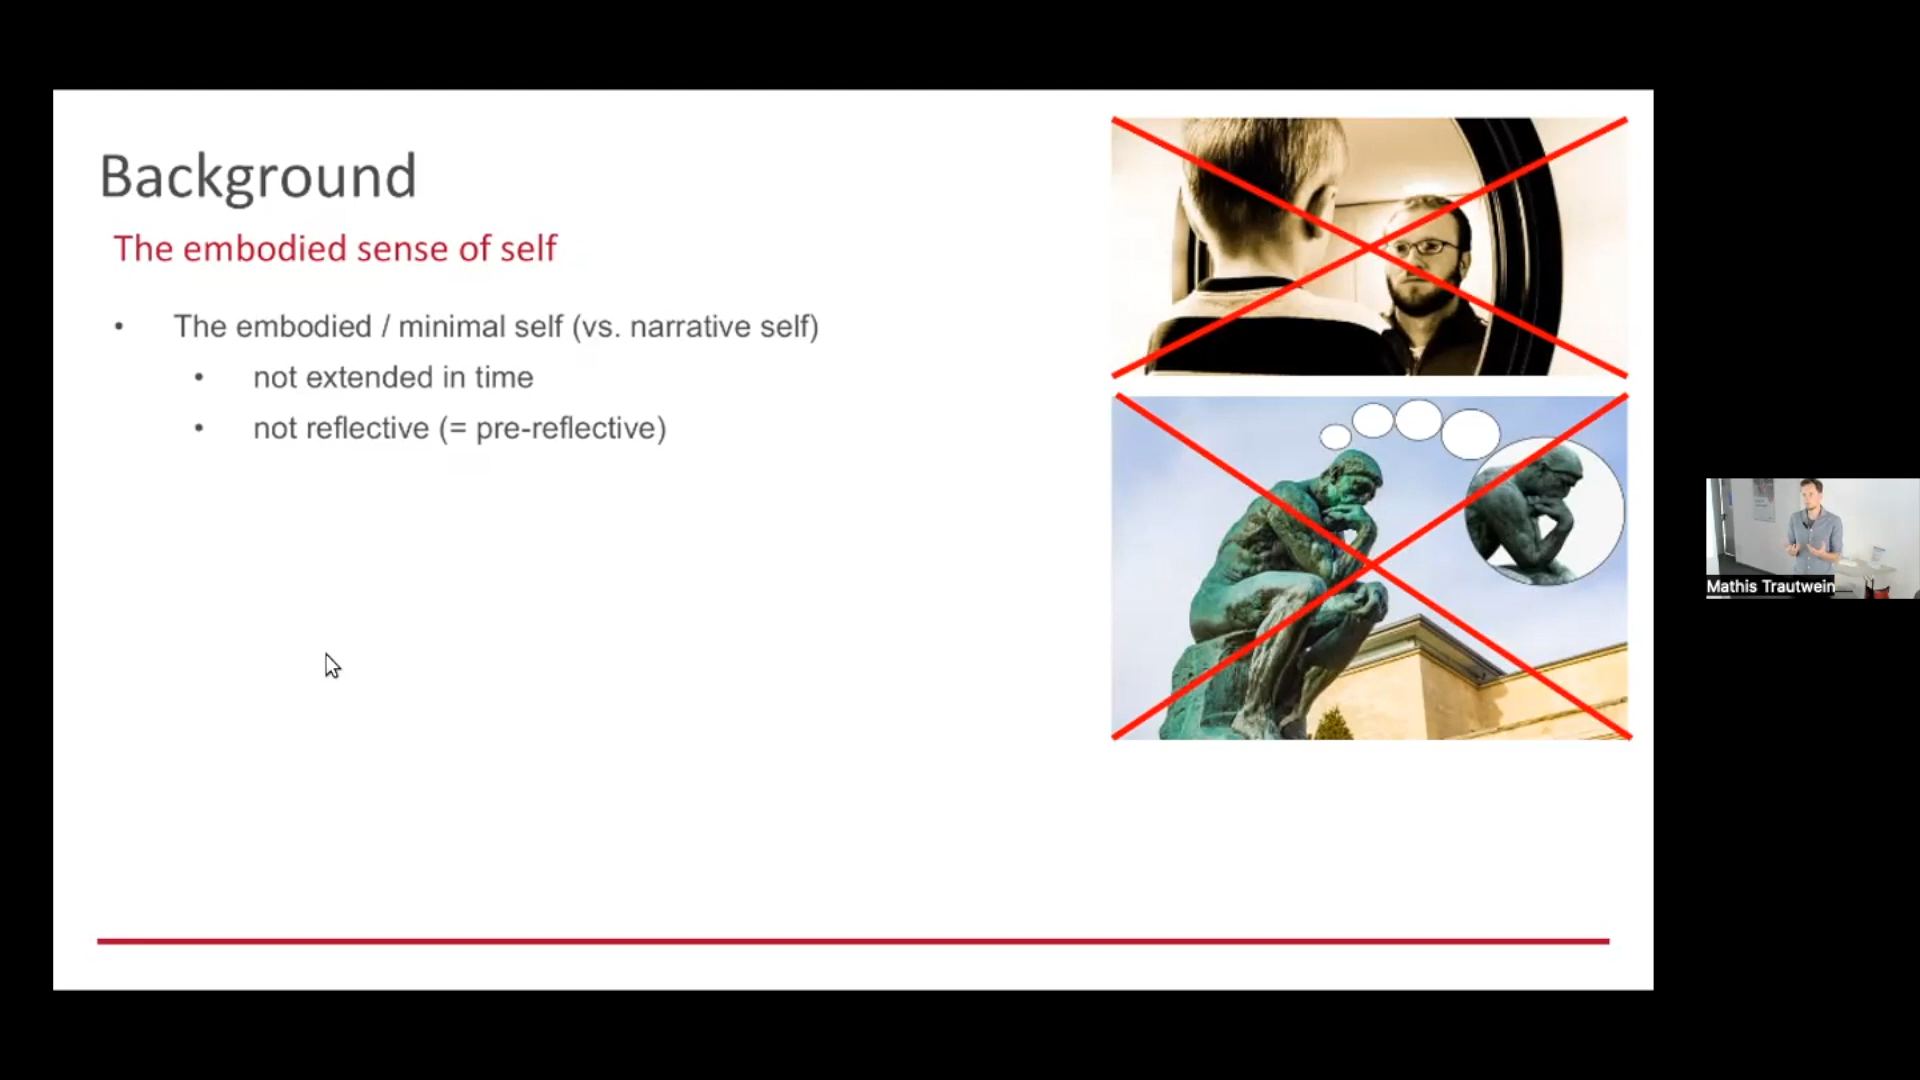 Background
The embodied sense of self
• The embodied / minimal self (vs. narrative self)
• not extended in time
• not reflective (= pre-reflective)
Mathis Trautwein